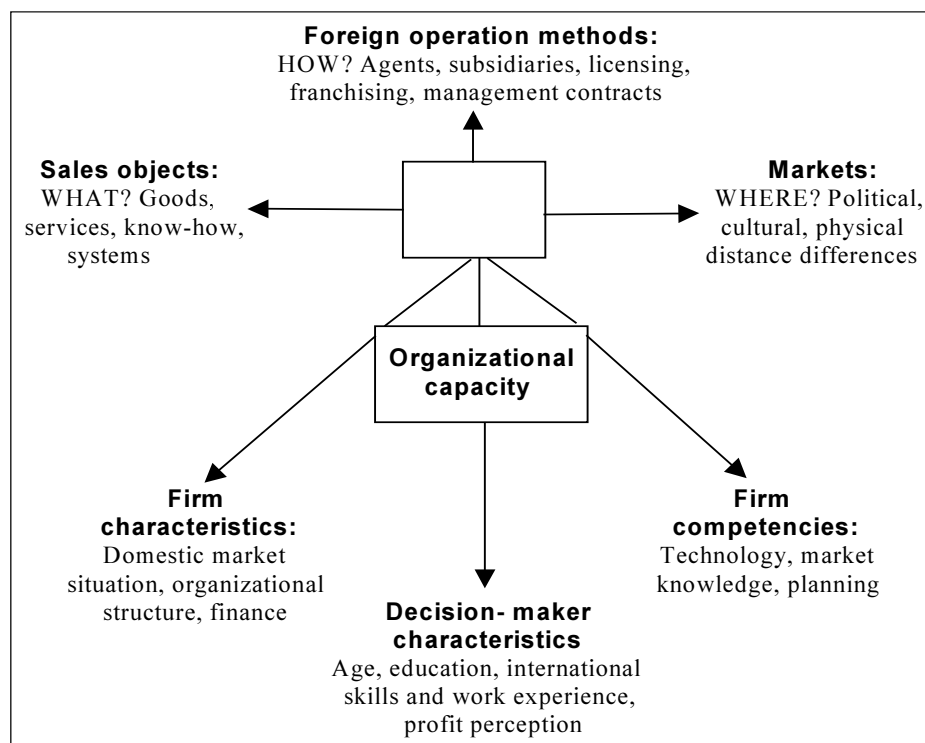 Foreign operation methods:
HOW? Agents, subsidiaries, licensing,
franchising, management contracts
Sales objects:
WHAT? Goods,
services, know-how,
systems
Markets:
WHERE? Political,
cultural, physical
distance differences
Organizational
capacity
Firm
characteristics:
Domestic market
situation, organizational
structure, finance
Decision- maker
characteristics
Age, education, international
skills and work experience,
profit perception
Firm
competencies:
Technology, market
knowledge, planning